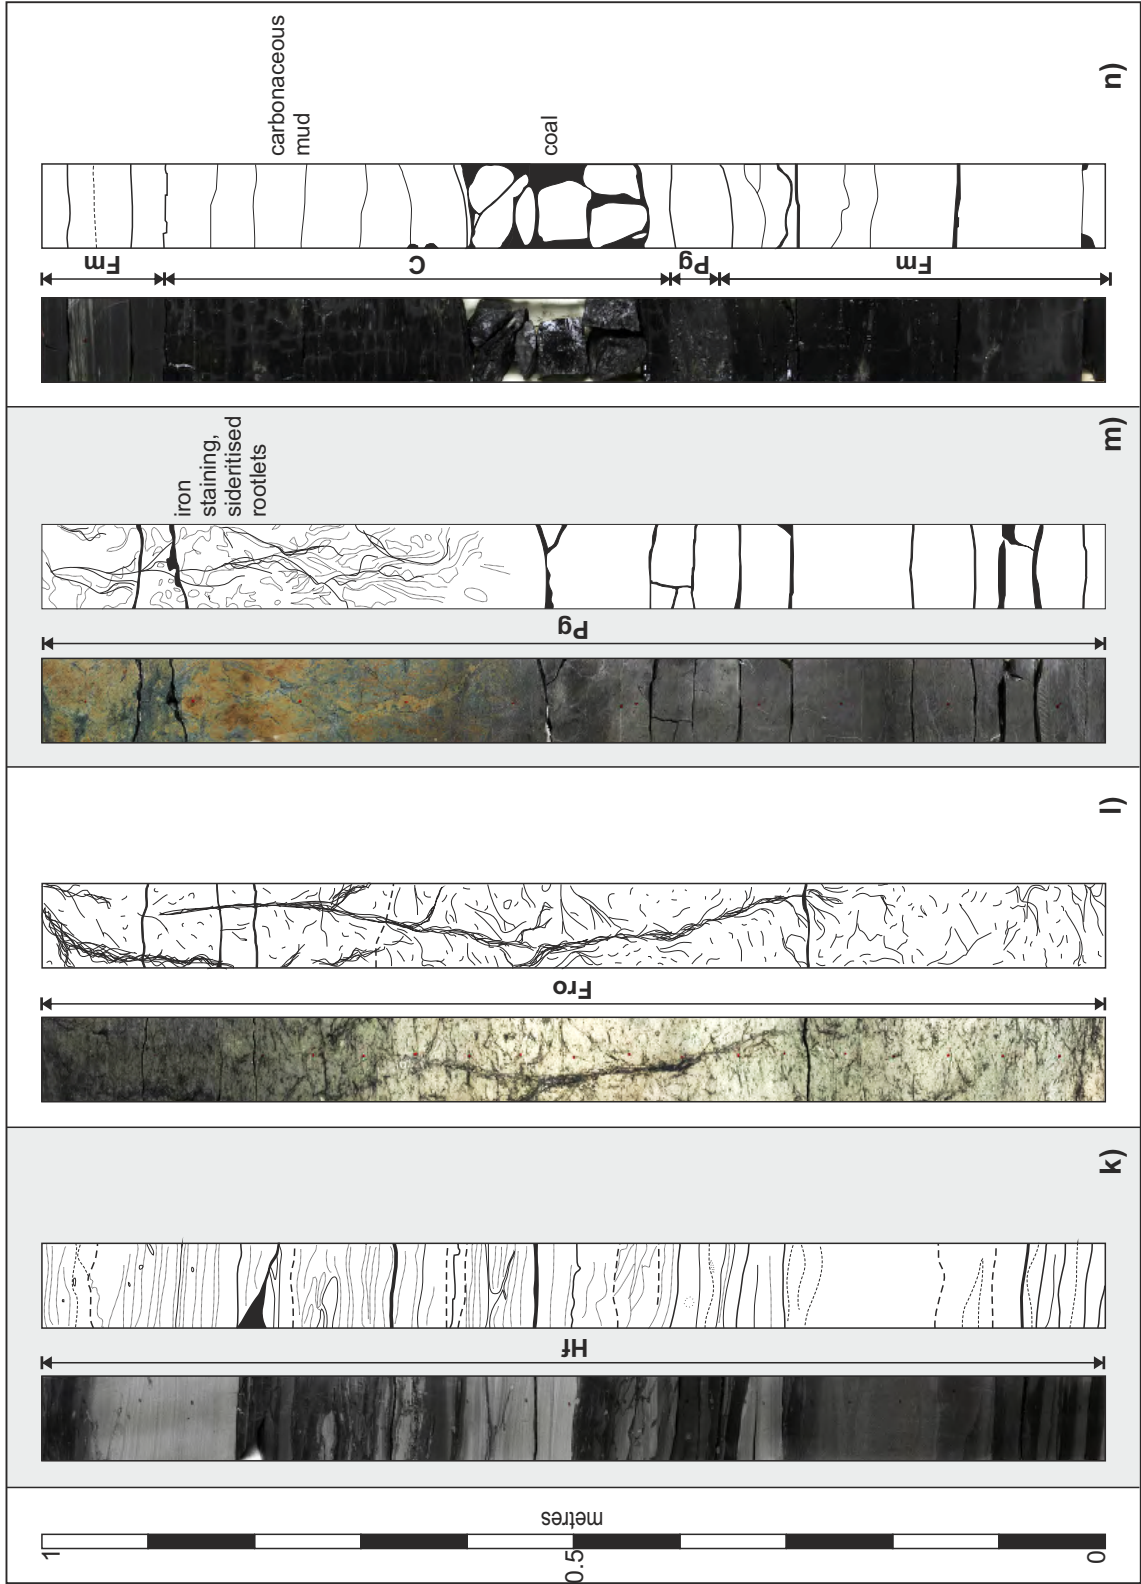 n)
carbonaceous
mud
coal
Fm
C
Pg
Fm
m)
iron
staining,
sideritised
rootlets
Pg
l)
Fro
k)
Hf
metres
1
0.5
0